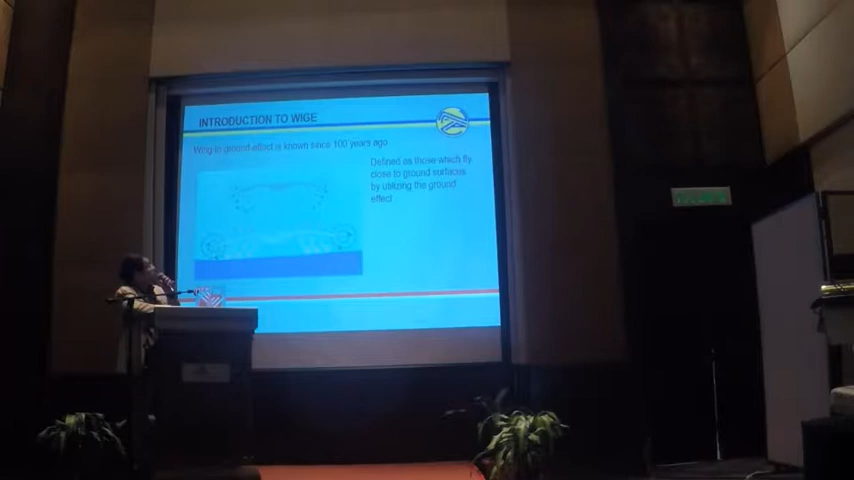 INTRODUCTION TO WIGE
Wing in ground effect is known since 100 years ago
Defined as those which fly
close to ground surfaces
by utilizing the ground
effect